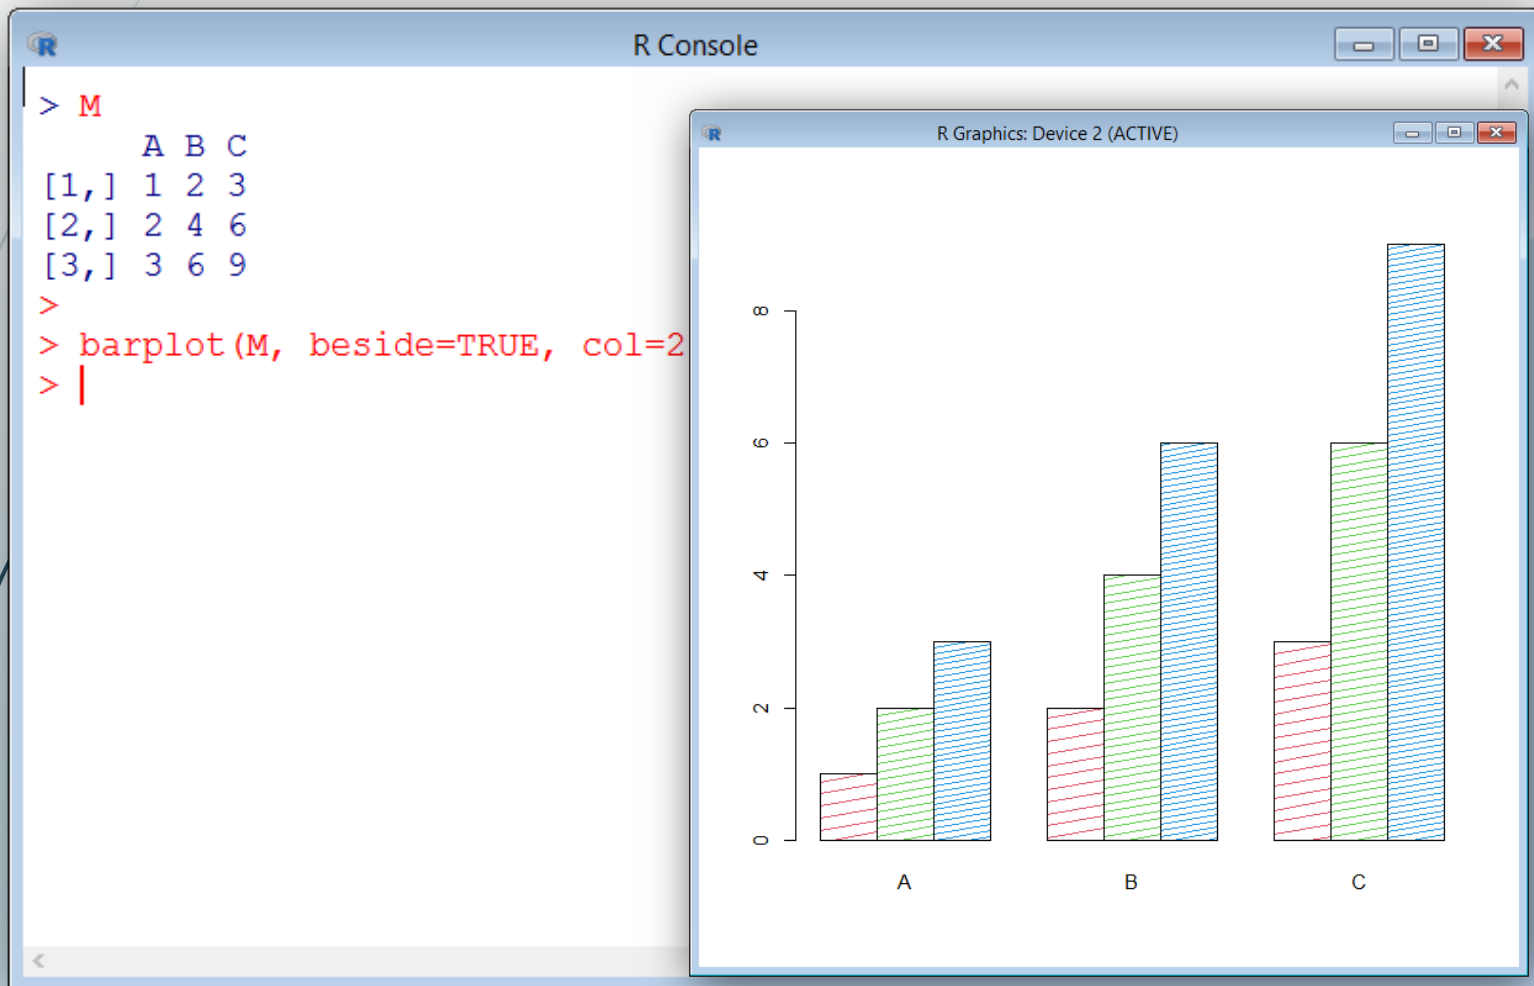 R Console
> M
A B C
[1,] 1 2 3
[2,] 2 4 6
[3,] 3 6 9
>
> barplot(M, beside=TRUE, col=2
>
R Graphics: Device 2 (ACTIVE)
8
6
4
2
0
A B C